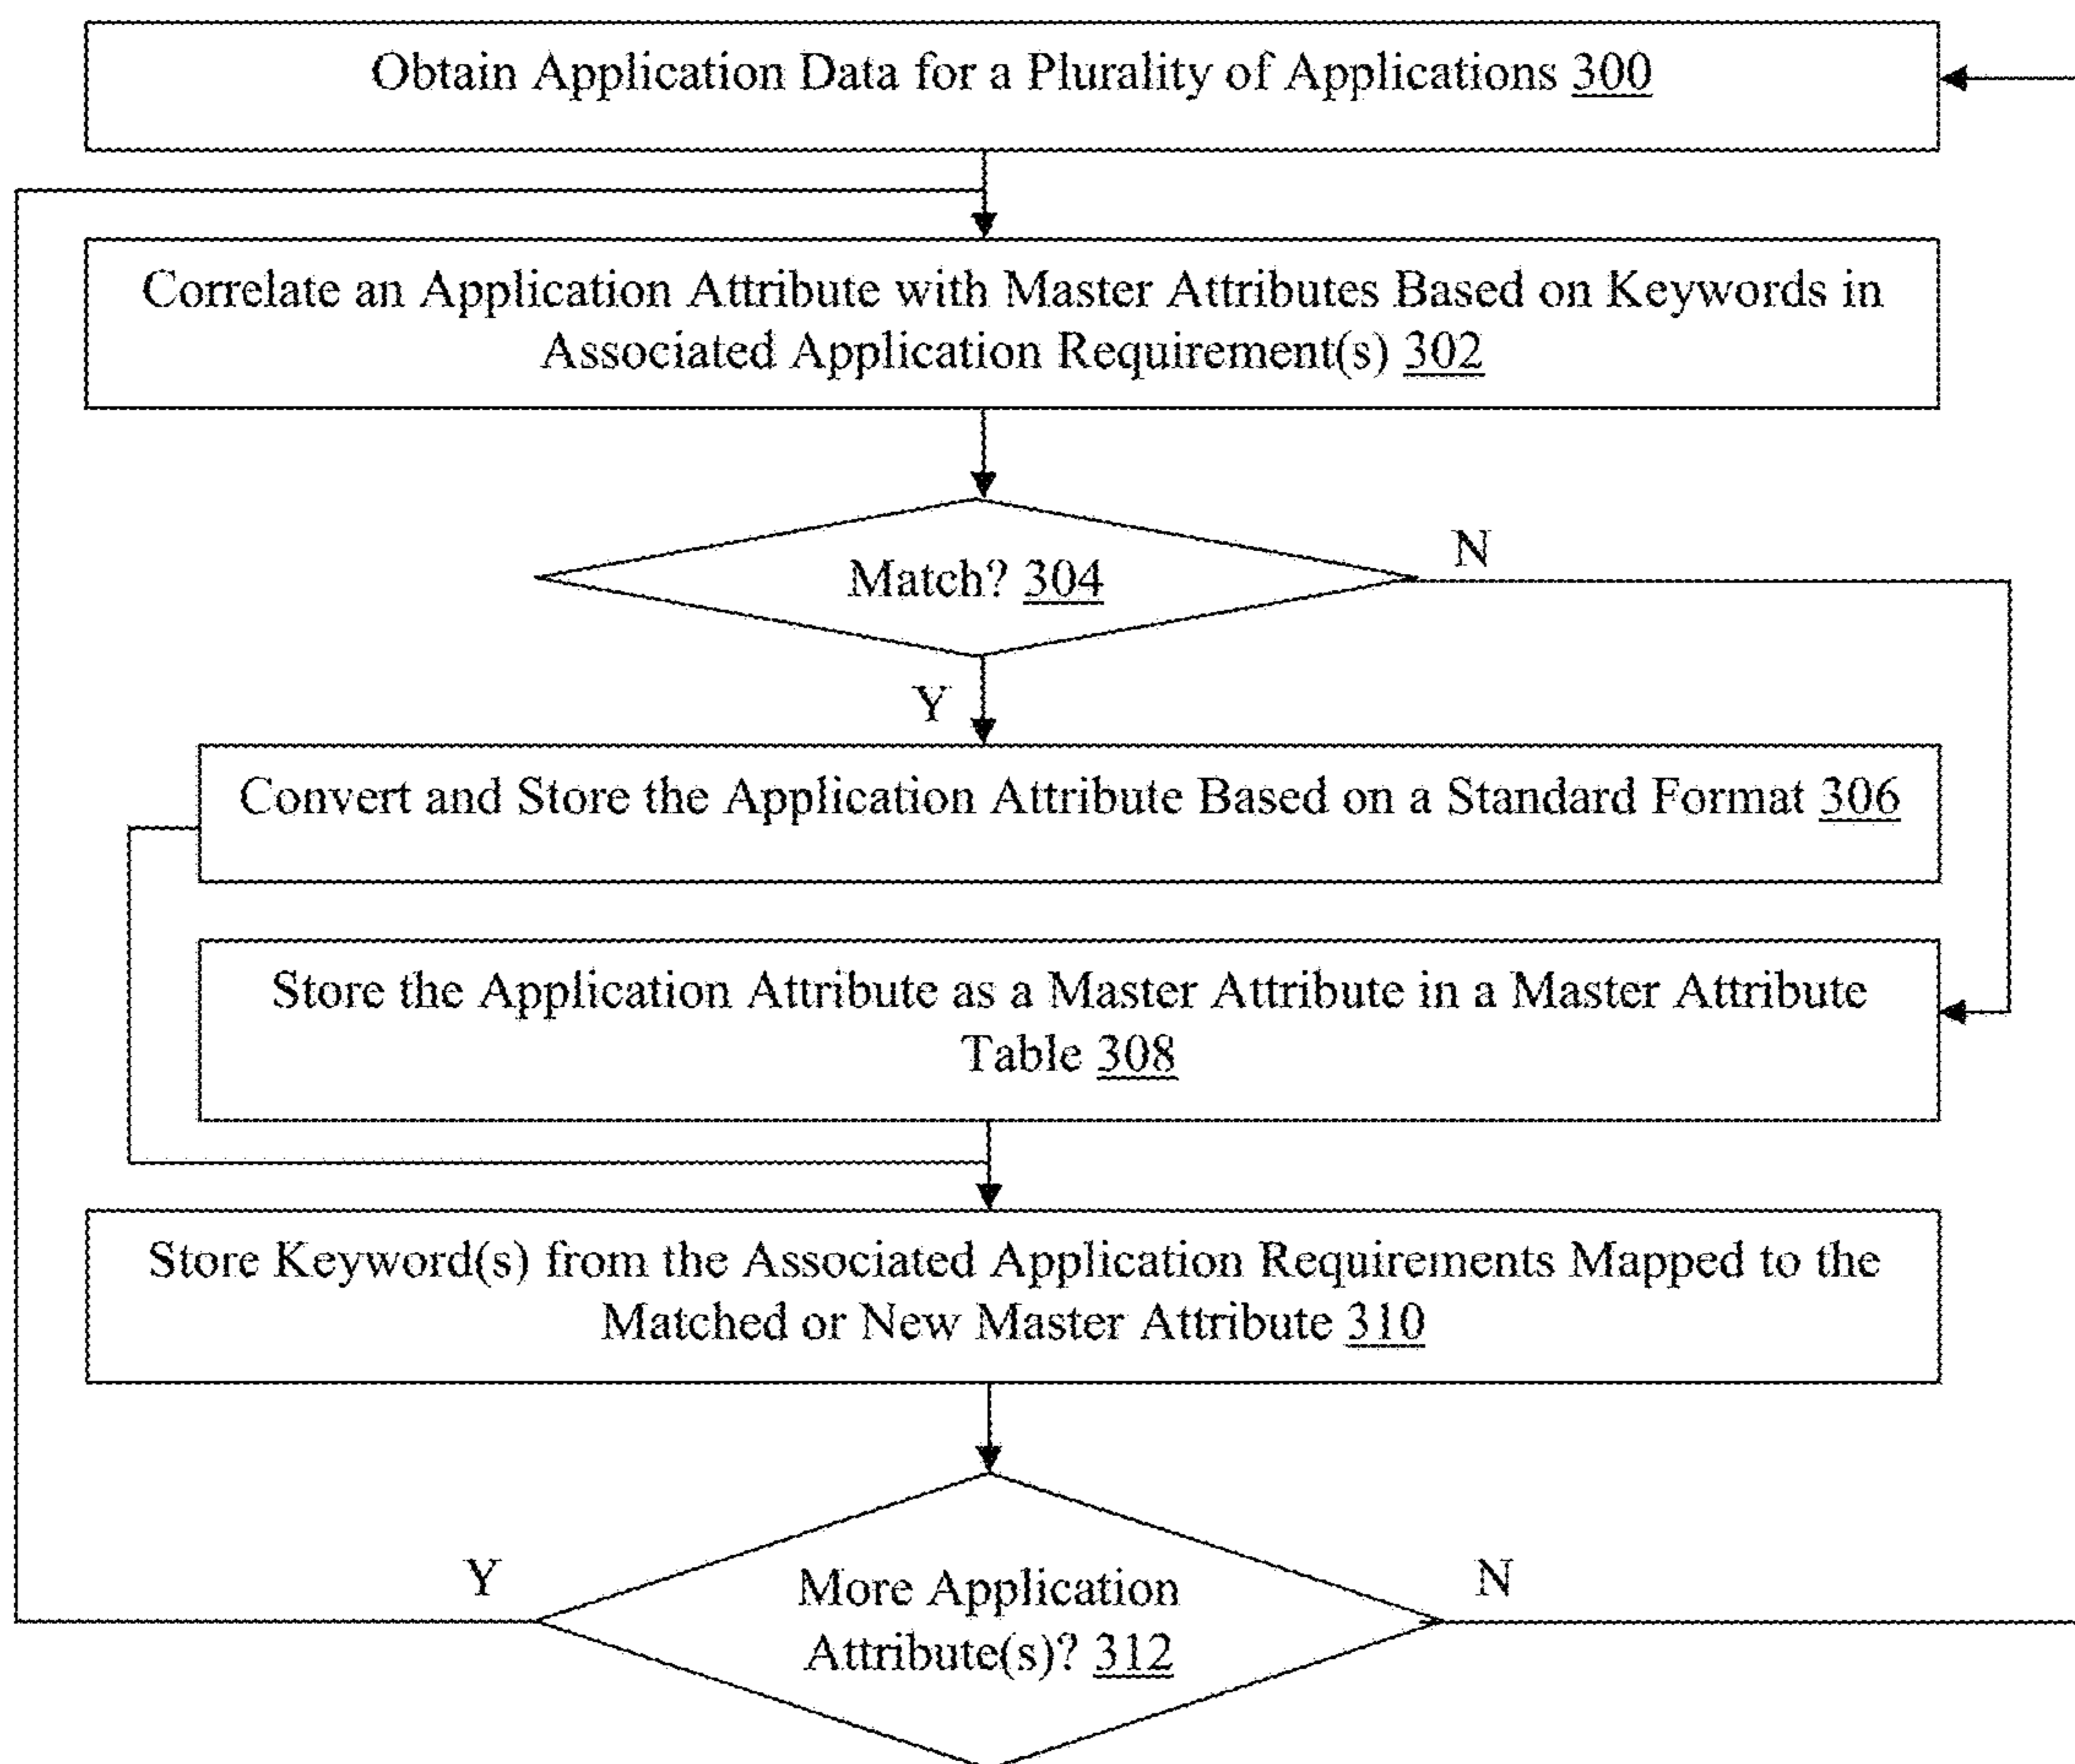 Obtain Application Data for a Plurality of Applications 300
Correlate an Application Attribute with Master Attributes Based on Keywords in
Associated Application Requirement(s) 302
Match? 304
N
Y
Convert and Store the Application Attribute Based on a Standard Format 306
Store the Application Attribute as a Master Attribute in a Master Attribute
Table 308
Store Keyword(s) from the Associated Application Requirements Mapped to the
Matched or New Master Attribute 310
Y
N
More Application
Attribute(s)? 312